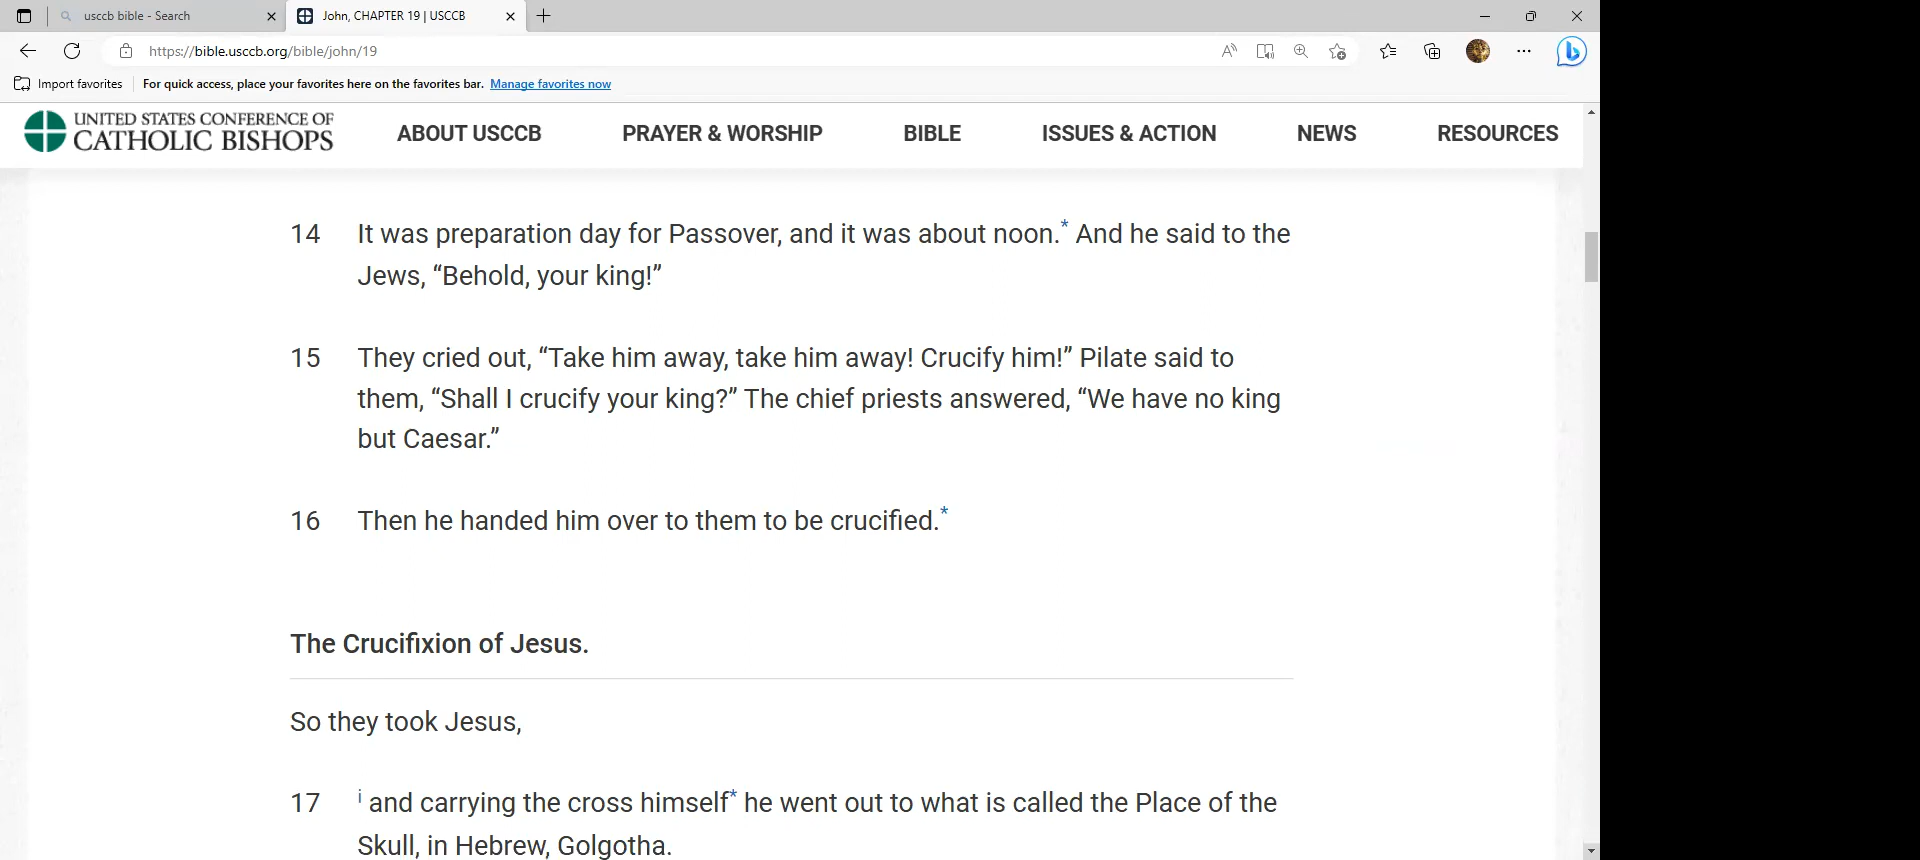 usccb bible - Search
John, CHAPTER 19 | USCCB
https://bible.usccb.org/bible/john/19
Import favorites
For quick access, place your favorites here on the favorites bar. Manage favorites now
UNITED STATES CONFERENCE OF
CATHOLIC BISHOPS
ABOUT USCCB
PRAYER & WORSHIP
BIBLE
ISSUES & ACTION
NEWS
RESOURCES
14 It was preparation day for Passover, and it was about noon.* And he said to the
Jews, “Behold, your king!”
15 They cried out, “Take him away, take him away! Crucify him!” Pilate said to
them, “Shall I crucify your king?” The chief priests answered, “We have no king
but Caesar.”
16 Then he handed him over to them to be crucified.*
The Crucifixion of Jesus.
So they took Jesus,
17 i and carrying the cross himself* he went out to what is called the Place of the
Skull, in Hebrew, Golgotha.